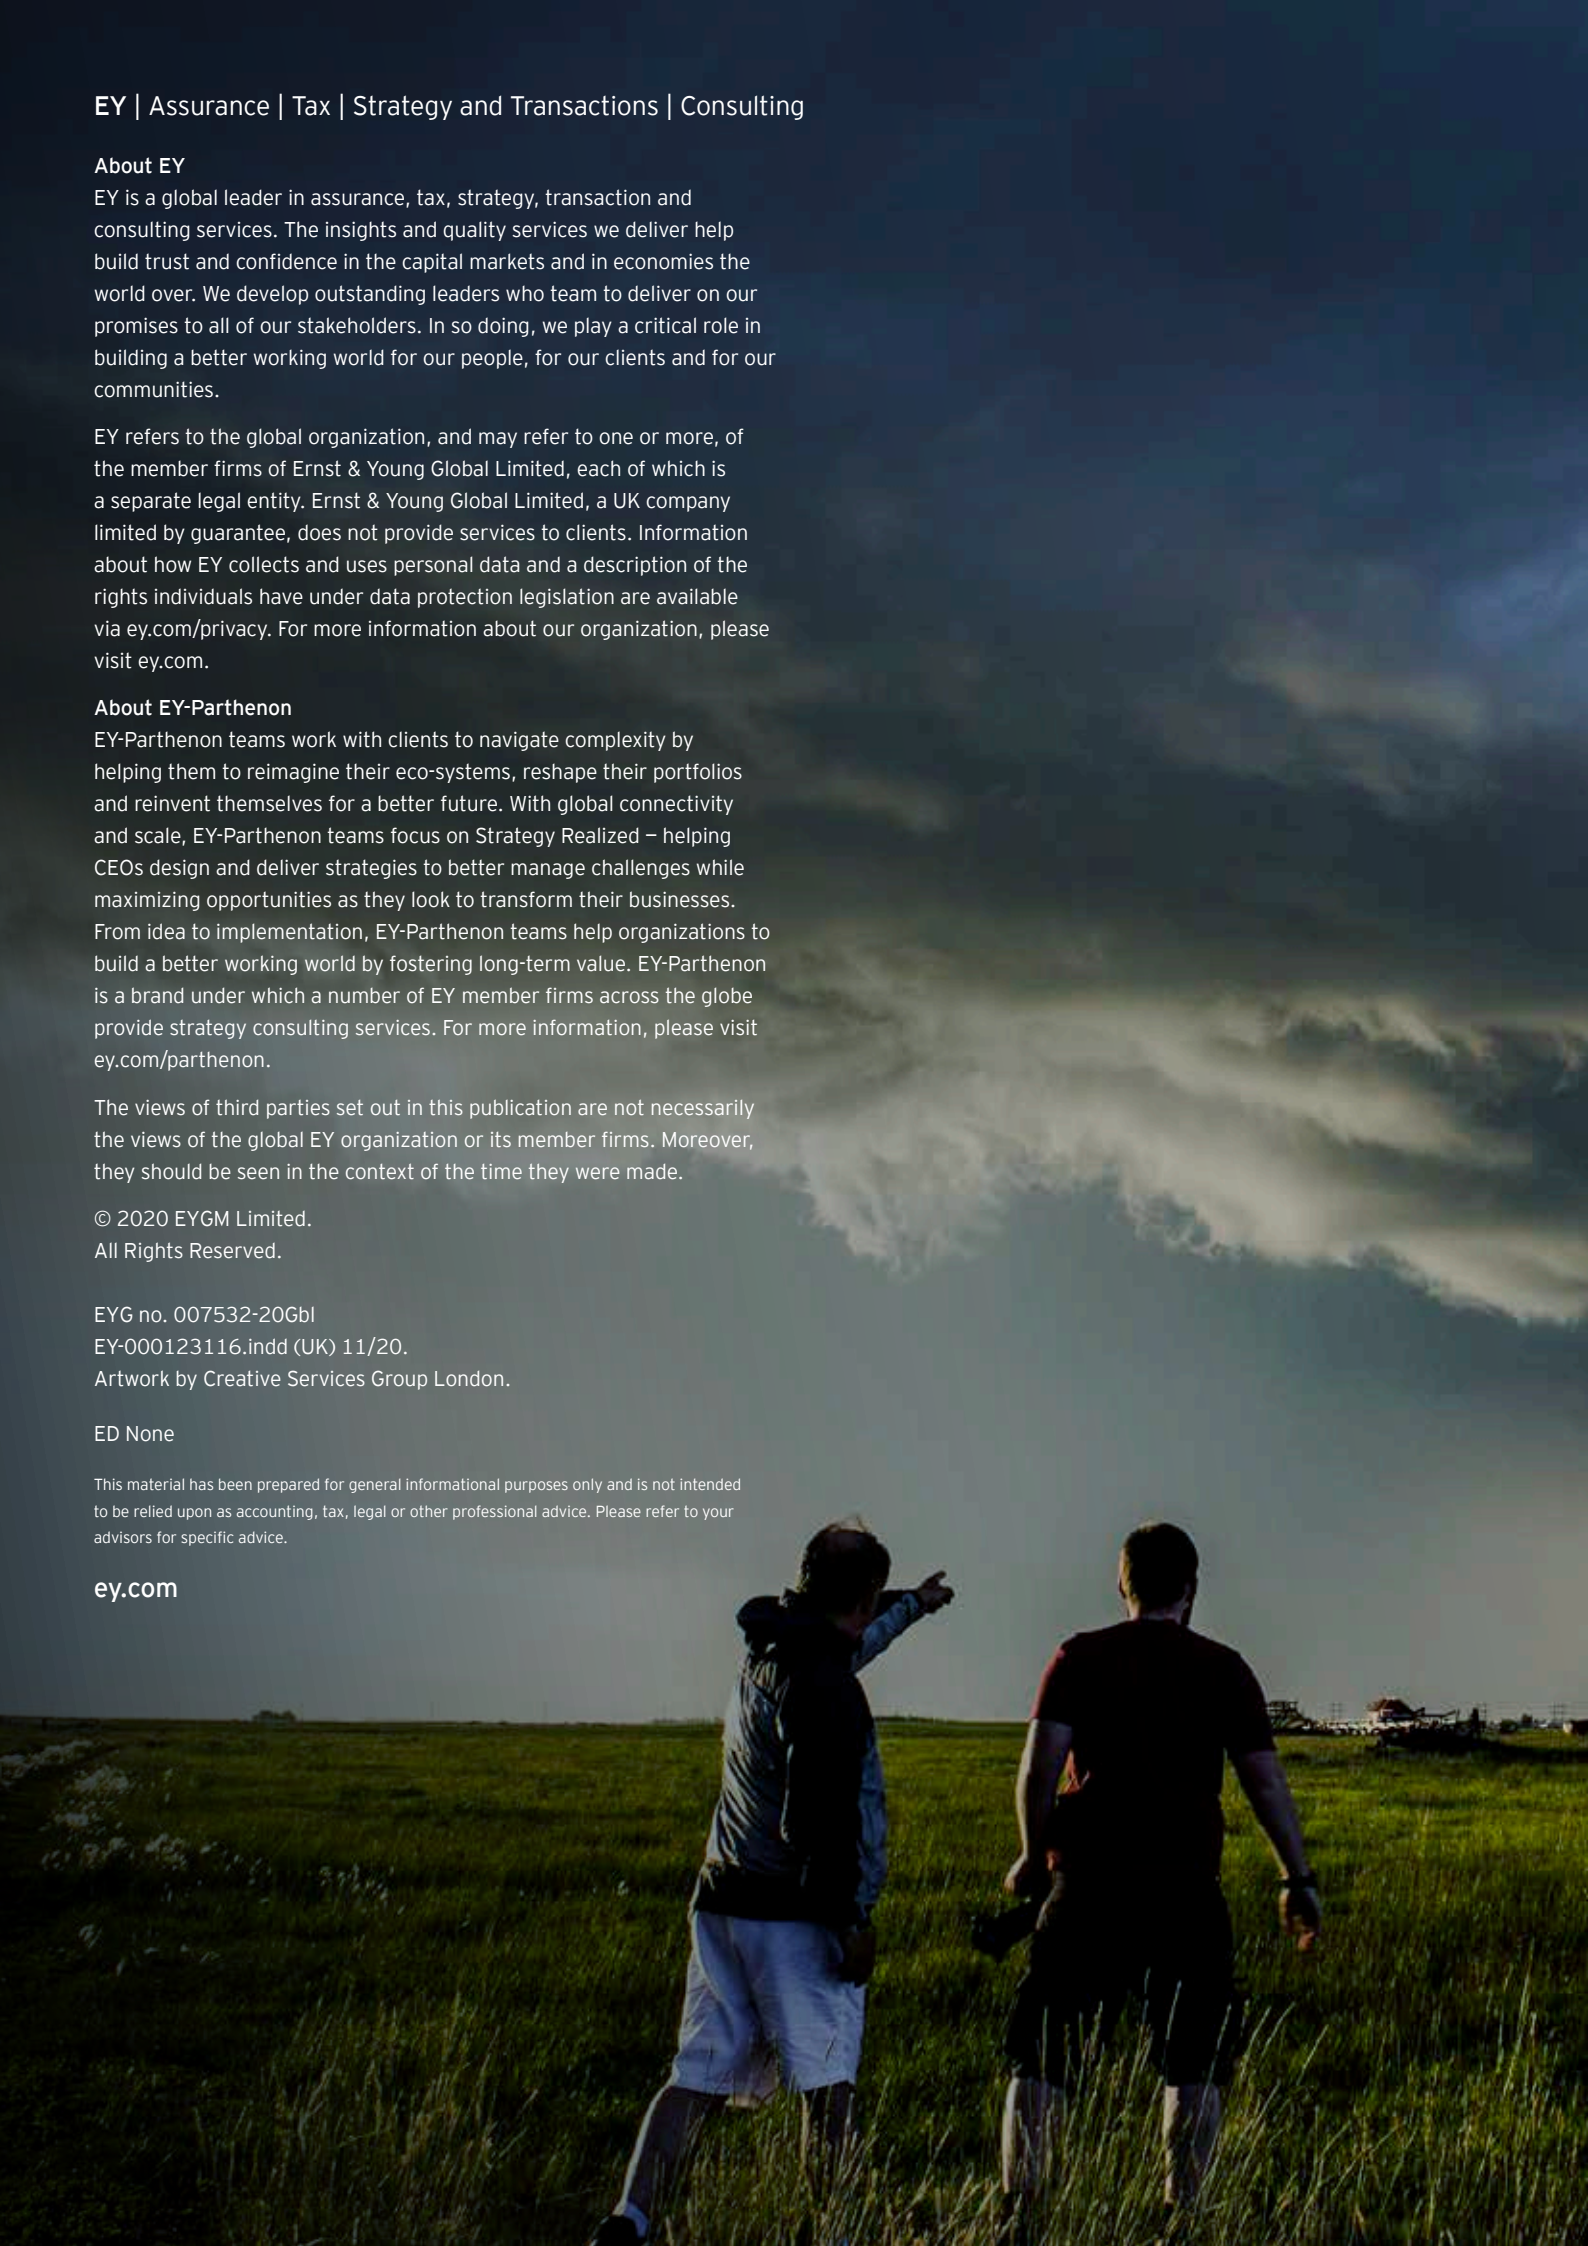 EY | Assurance | Tax | Strategy and Transactions | Consulting
About EY
EY is a global leader in assurance, tax, strategy, transaction and
consulting services. The insights and quality services we deliver help
build trust and confidence in the capital markets and in economies the
world over. We develop outstanding leaders who team to deliver on our
promises to all of our stakeholders. In so doing, we play a critical role in
building a better working world for our people, for our clients and for our
communities.
EY refers to the global organization, and may refer to one or more, of
the member firms of Ernst & Young Global Limited, each of which is
a separate legal entity. Ernst & Young Global Limited, a UK company
limited by guarantee, does not provide services to clients. Information
about how EY collects and uses personal data and a description of the
rights individuals have under data protection legislation are available
via ey.com/privacy. For more information about our organization, please
visit ey.com.
About EY-Parthenon
EY-Parthenon teams work with clients to navigate complexity by
helping them to reimagine their eco-systems, reshape their portfolios
and reinvent themselves for a better future. With global connectivity
and scale, EY-Parthenon teams focus on Strategy Realized — helping
CEOs design and deliver strategies to better manage challenges while
maximizing opportunities as they look to transform their businesses.
From idea to implementation, EY-Parthenon teams help organizations to
build a better working world by fostering long-term value. EY-Parthenon
is a brand under which a number of EY member firms across the globe
provide strategy consulting services. For more information, please visit
ey.com/parthenon.
The views of third parties set out in this publication are not necessarily
the views of the global EY organization or its member firms. Moreover,
they should be seen in the context of the time they were made.
© 2020 EYGM Limited.
All Rights Reserved.
EYG no. 007532-20Gbl
EY-000123116.indd (UK) 11/20.
Artwork by Creative Services Group London.
ED None
This material has been prepared for general informational purposes only and is not intended
to be relied upon as accounting, tax, legal or other professional advice. Please refer to your
advisors for specific advice.
ey.com